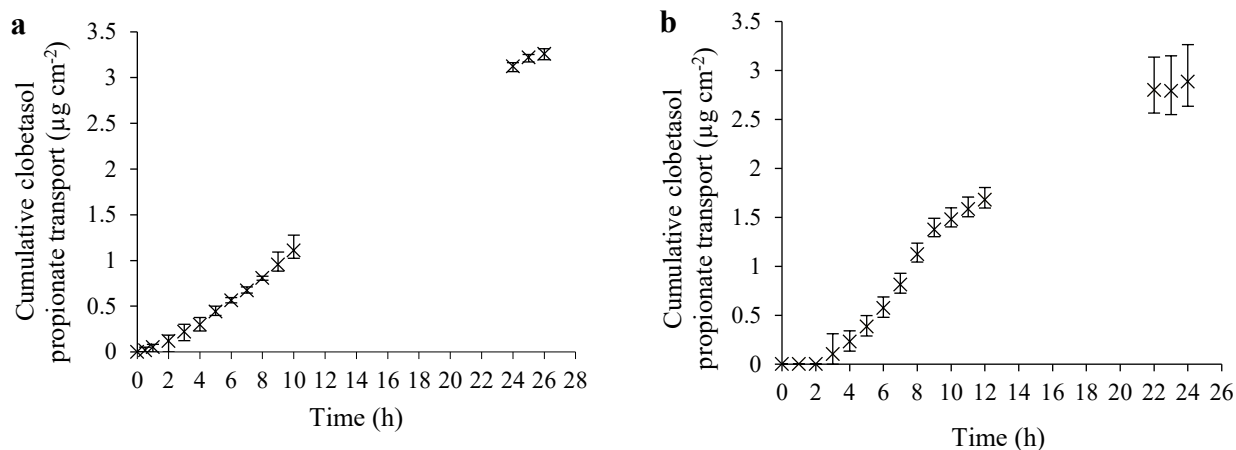 a
Cumulative clobetasol
propionate transport (µg cm-2)
3.5
3
2.5
2
1.5
1
0.5
0
0 2 4 6 8 10 12 14 16 18 20 22 24 26 28
Time (h)
b
Cumulative clobetasol
propionate transport (µg cm-2)
3.5
3
2.5
2
1.5
1
0.5
0
0 2 4 6 8 10 12 14 16 18 20 22 24 26
Time (h)